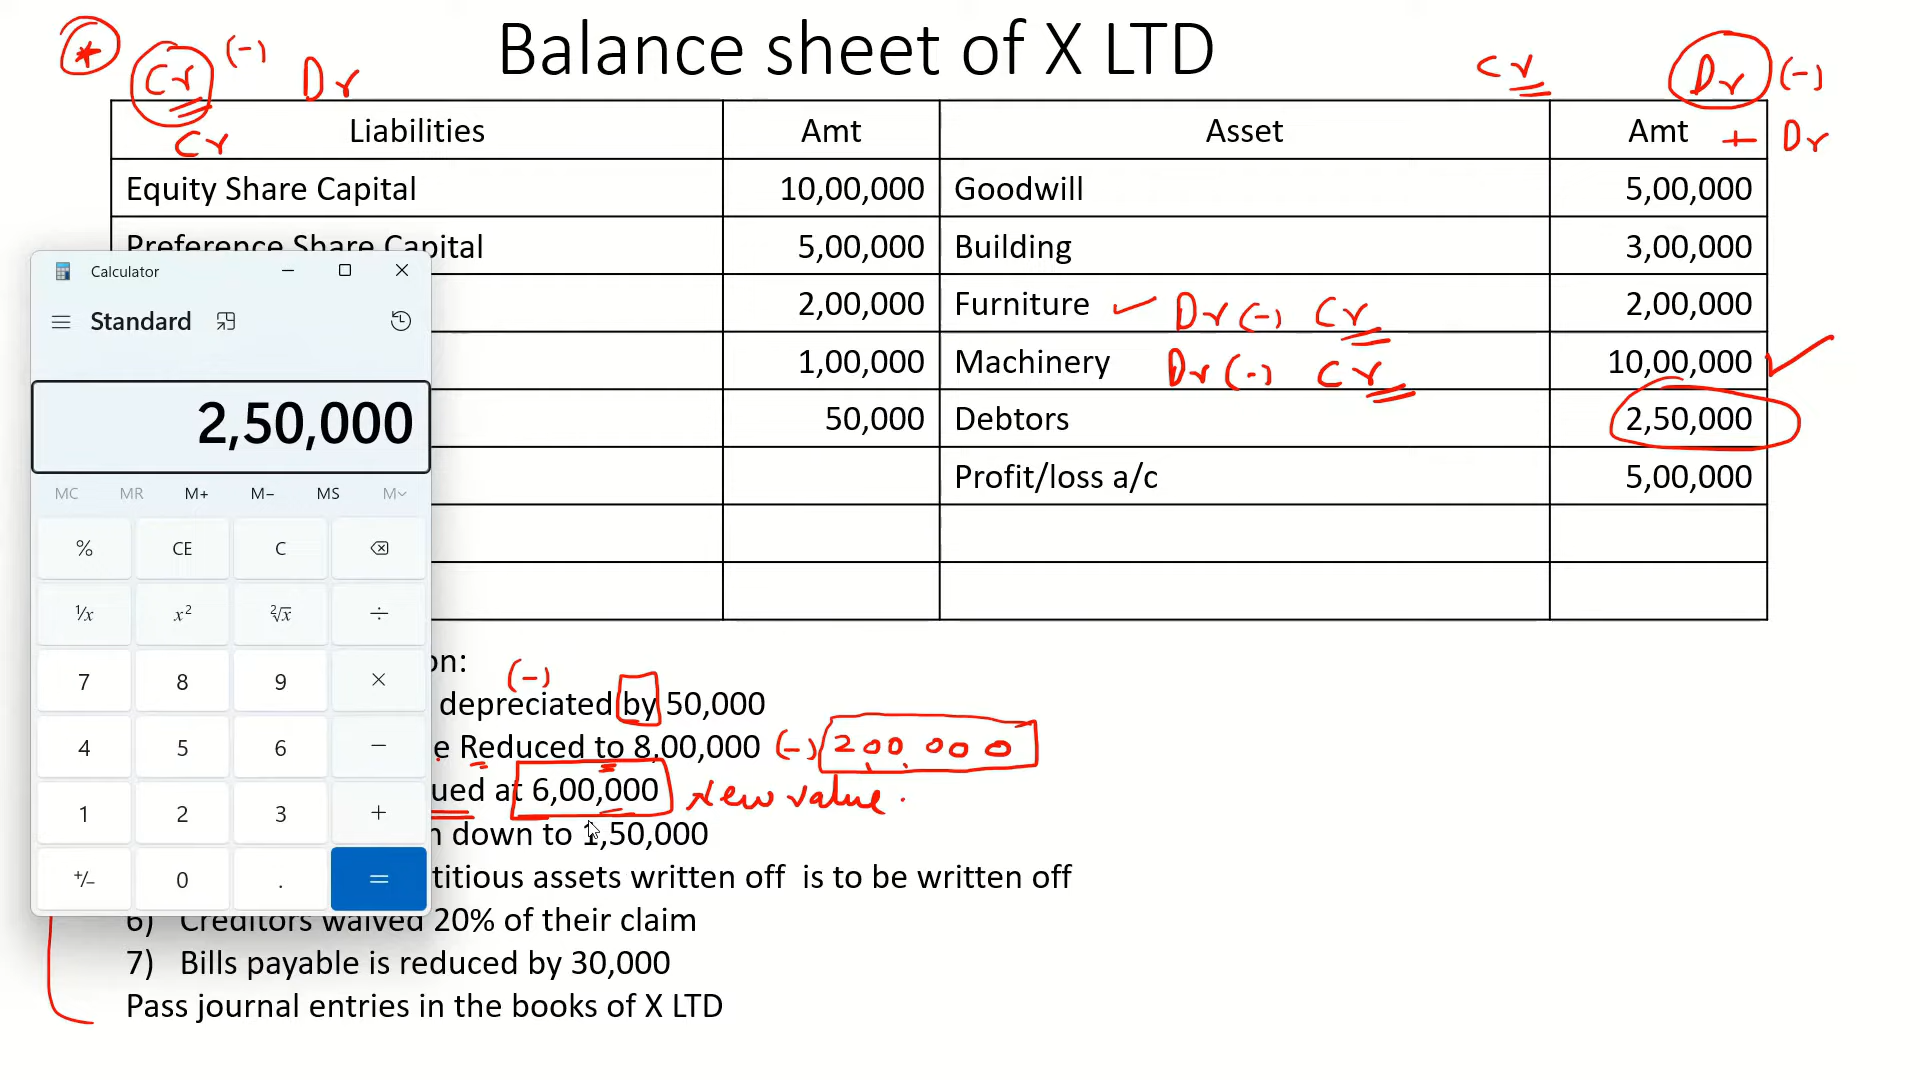 Balance sheet of X LTD
* Cr (-) Dr Cr Dr (-)
Liabilities Amt Asset Amt + Dr
Cr
Equity Share Capital 10,00,000 Goodwill 5,00,000
Preference Share Capital 5,00,000 Building 3,00,000
2,00,000 Furniture ✓ Dr (-) Cr 2,00,000
1,00,000 Machinery Dr (-) Cr 10,00,000 ✓
50,000 Debtors 2,50,000
Profit/loss a/c 5,00,000
Calculator
Standard
2,50,000
MC MR M+ M− MS M˅
% CE C
¹/x x² ²√x ÷
7 8 9 ×
4 5 6 −
1 2 3 +
+/− 0 . =
on:
(-)
depreciated by 50,000
e Reduced to 8,00,000 (-) 200 000
ued at 6,00,000 New value.
n down to 1,50,000
titious assets written off is to be written off
6) Creditors waived 20% of their claim
7) Bills payable is reduced by 30,000
Pass journal entries in the books of X LTD